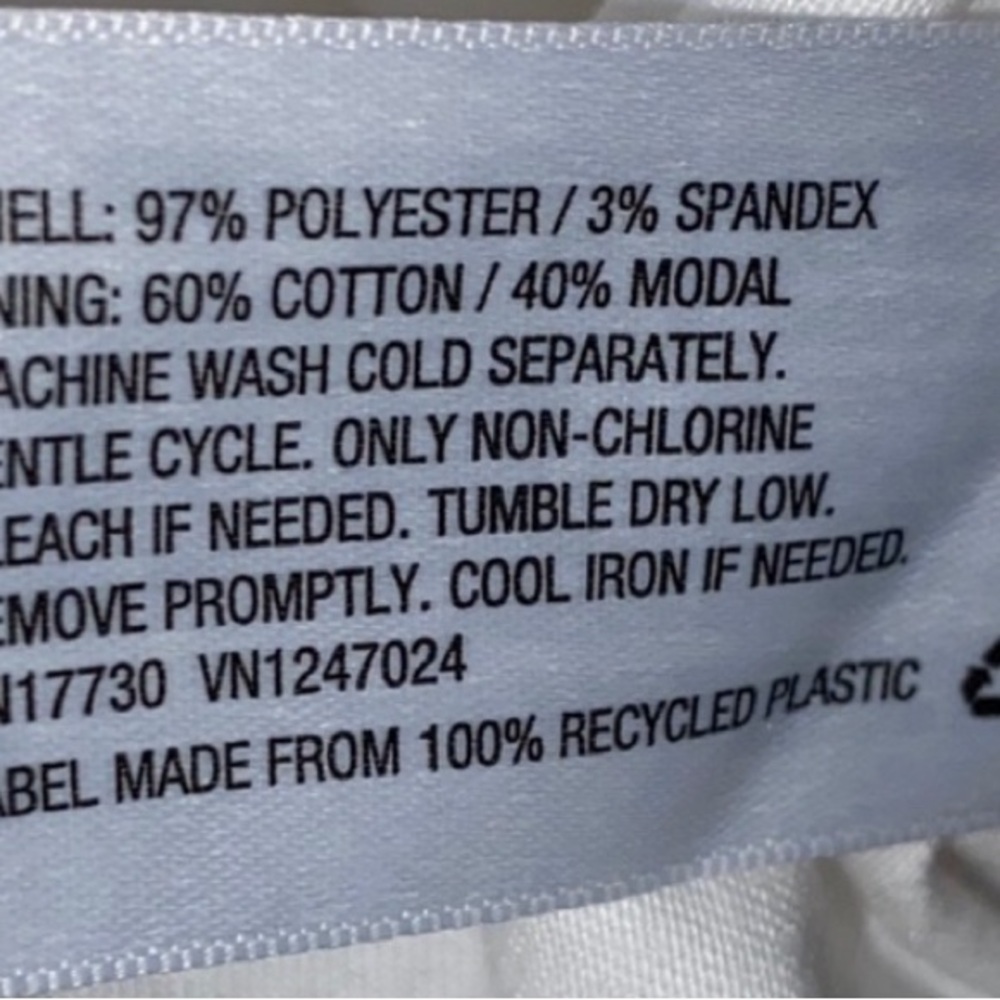 HELL: 97% POLYESTER / 3% SPANDEX
NING: 60% COTTON / 40% MODAL
ACHINE WASH COLD SEPARATELY.
ENTLE CYCLE. ONLY NON-CHLORINE
LEACH IF NEEDED. TUMBLE DRY LOW.
EMOVE PROMPTLY. COOL IRON IF NEEDED.
N17730 VN1247024
ABEL MADE FROM 100% RECYCLED PLASTIC